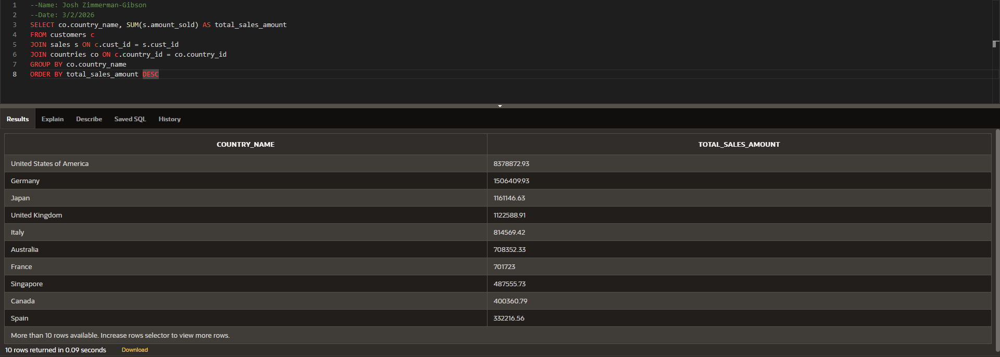 1 --Name: Josh Zimmerman-Gibson
2 --Date: 3/2/2026
3 SELECT co.country_name, SUM(s.amount_sold) AS total_sales_amount
4 FROM customers c
5 JOIN sales s ON c.cust_id = s.cust_id
6 JOIN countries co ON c.country_id = co.country_id
7 GROUP BY co.country_name
8 ORDER BY total_sales_amount DESC
Results Explain Describe Saved SQL History
COUNTRY_NAME TOTAL_SALES_AMOUNT
United States of America 8378872.93
Germany 1506409.93
Japan 1161146.63
United Kingdom 1122588.91
Italy 814569.42
Australia 708352.33
France 701723
Singapore 487555.73
Canada 400360.79
Spain 332216.56
More than 10 rows available. Increase rows selector to view more rows.
10 rows returned in 0.09 seconds Download